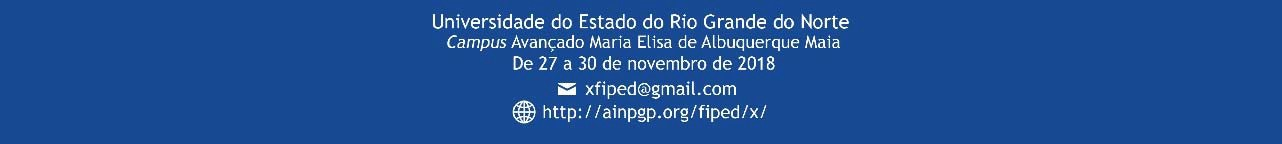 Universidade do Estado do Rio Grande do Norte
Campus Avançado Maria Elisa de Albuquerque Maia
De 27 a 30 de novembro de 2018
xfiped@gmail.com
http://ainpgp.org/fiped/x/